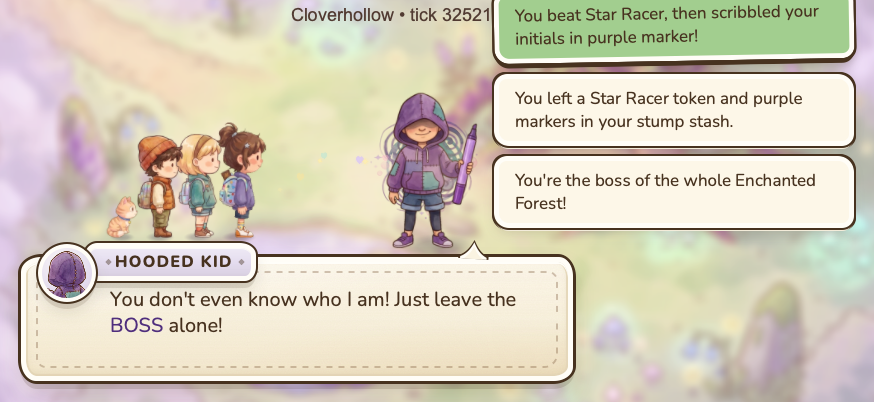 Cloverhollow • tick 32521
You beat Star Racer, then scribbled your
initials in purple marker!
You left a Star Racer token and purple
markers in your stump stash.
You're the boss of the whole Enchanted
Forest!
HOODED KID
You don't even know who I am! Just leave the
BOSS alone!